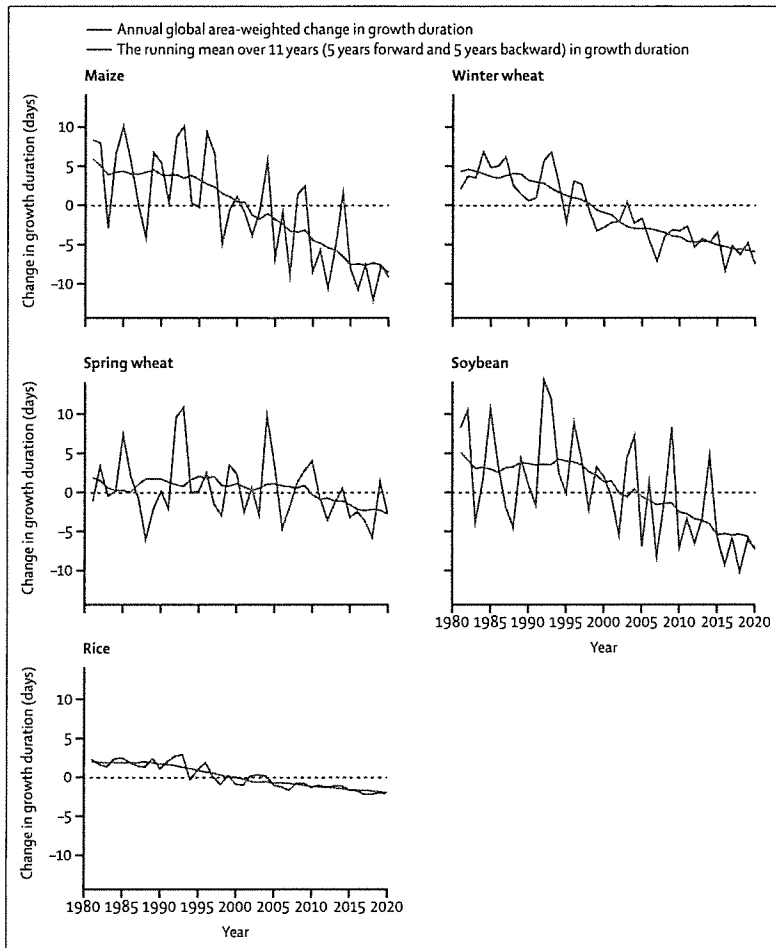 Annual global area-weighted change in growth duration
The running mean over 11 years (5 years forward and 5 years backward) in growth duration
Maize
Winter wheat
Change in growth duration (days)
10
5
0
−5
−10
Spring wheat
Soybean
Change in growth duration (days)
10
5
0
−5
−10
1980 1985 1990 1995 2000 2005 2010 2015 2020
Year
Rice
Change in growth duration (days)
10
5
0
−5
−10
1980 1985 1990 1995 2000 2005 2010 2015 2020
Year